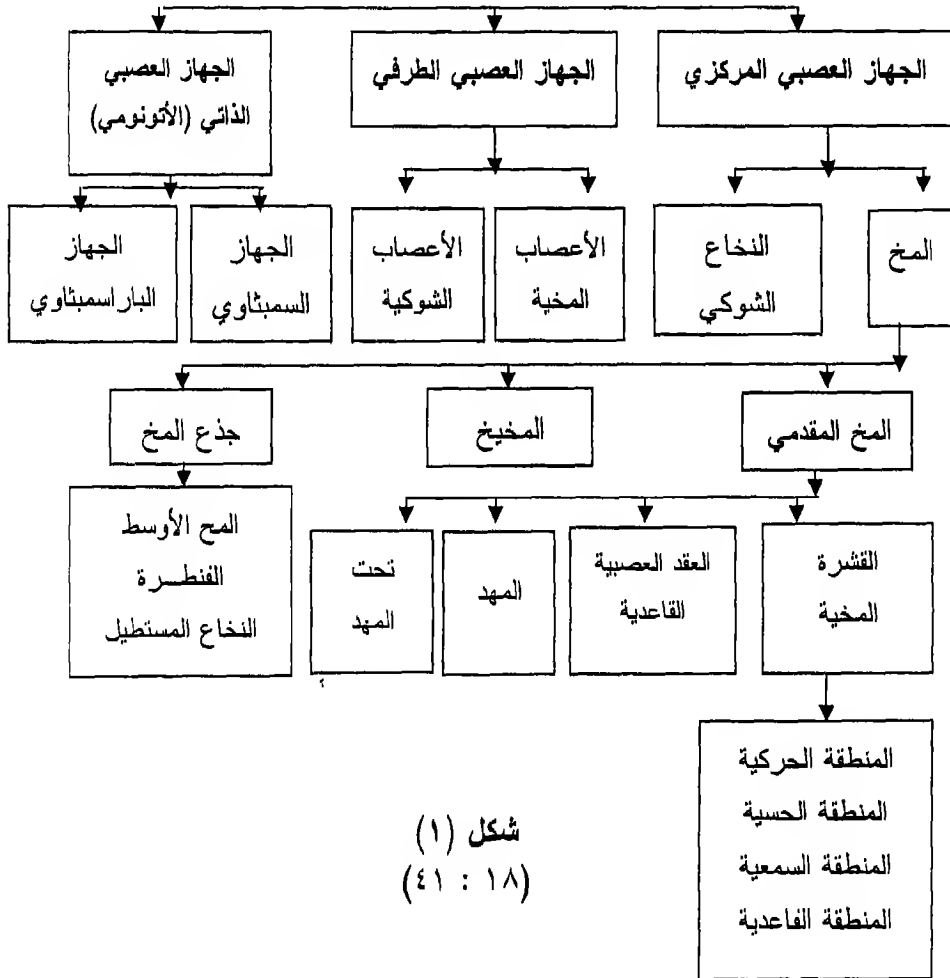 الجهاز العصبي المركزي
الجهاز العصبي الطرفي
الجهاز العصبي
الذاتي (الأتونومي)
المخ
النخاع
الشوكي
الأعصاب
المخية
الأعصاب
الشوكية
الجهاز
السمبثاوي
الجهاز
الباراسمبثاوي
المخ المقدمي
المخيخ
جذع المخ
القشرة
المخية
العقد العصبية
القاعدية
المهد
تحت
المهد
المح الأوسط
القنطــرة
النخاع المستطيل
المنطقة الحركية
المنطقة الحسية
المنطقة السمعية
المنطقة القاعدية
شكل (١)
(١٨ : ٤١)